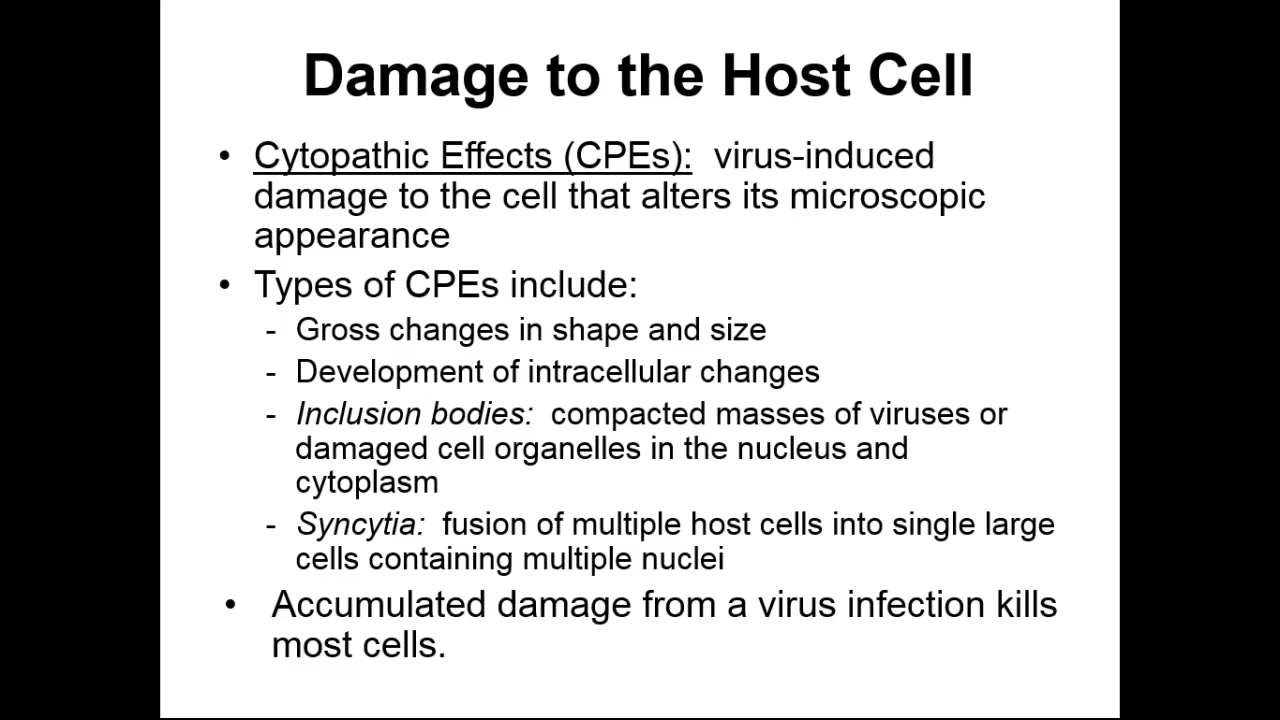 Damage to the Host Cell
• Cytopathic Effects (CPEs): virus-induced
damage to the cell that alters its microscopic
appearance
• Types of CPEs include:
- Gross changes in shape and size
- Development of intracellular changes
- Inclusion bodies: compacted masses of viruses or
damaged cell organelles in the nucleus and
cytoplasm
- Syncytia: fusion of multiple host cells into single large
cells containing multiple nuclei
• Accumulated damage from a virus infection kills
most cells.